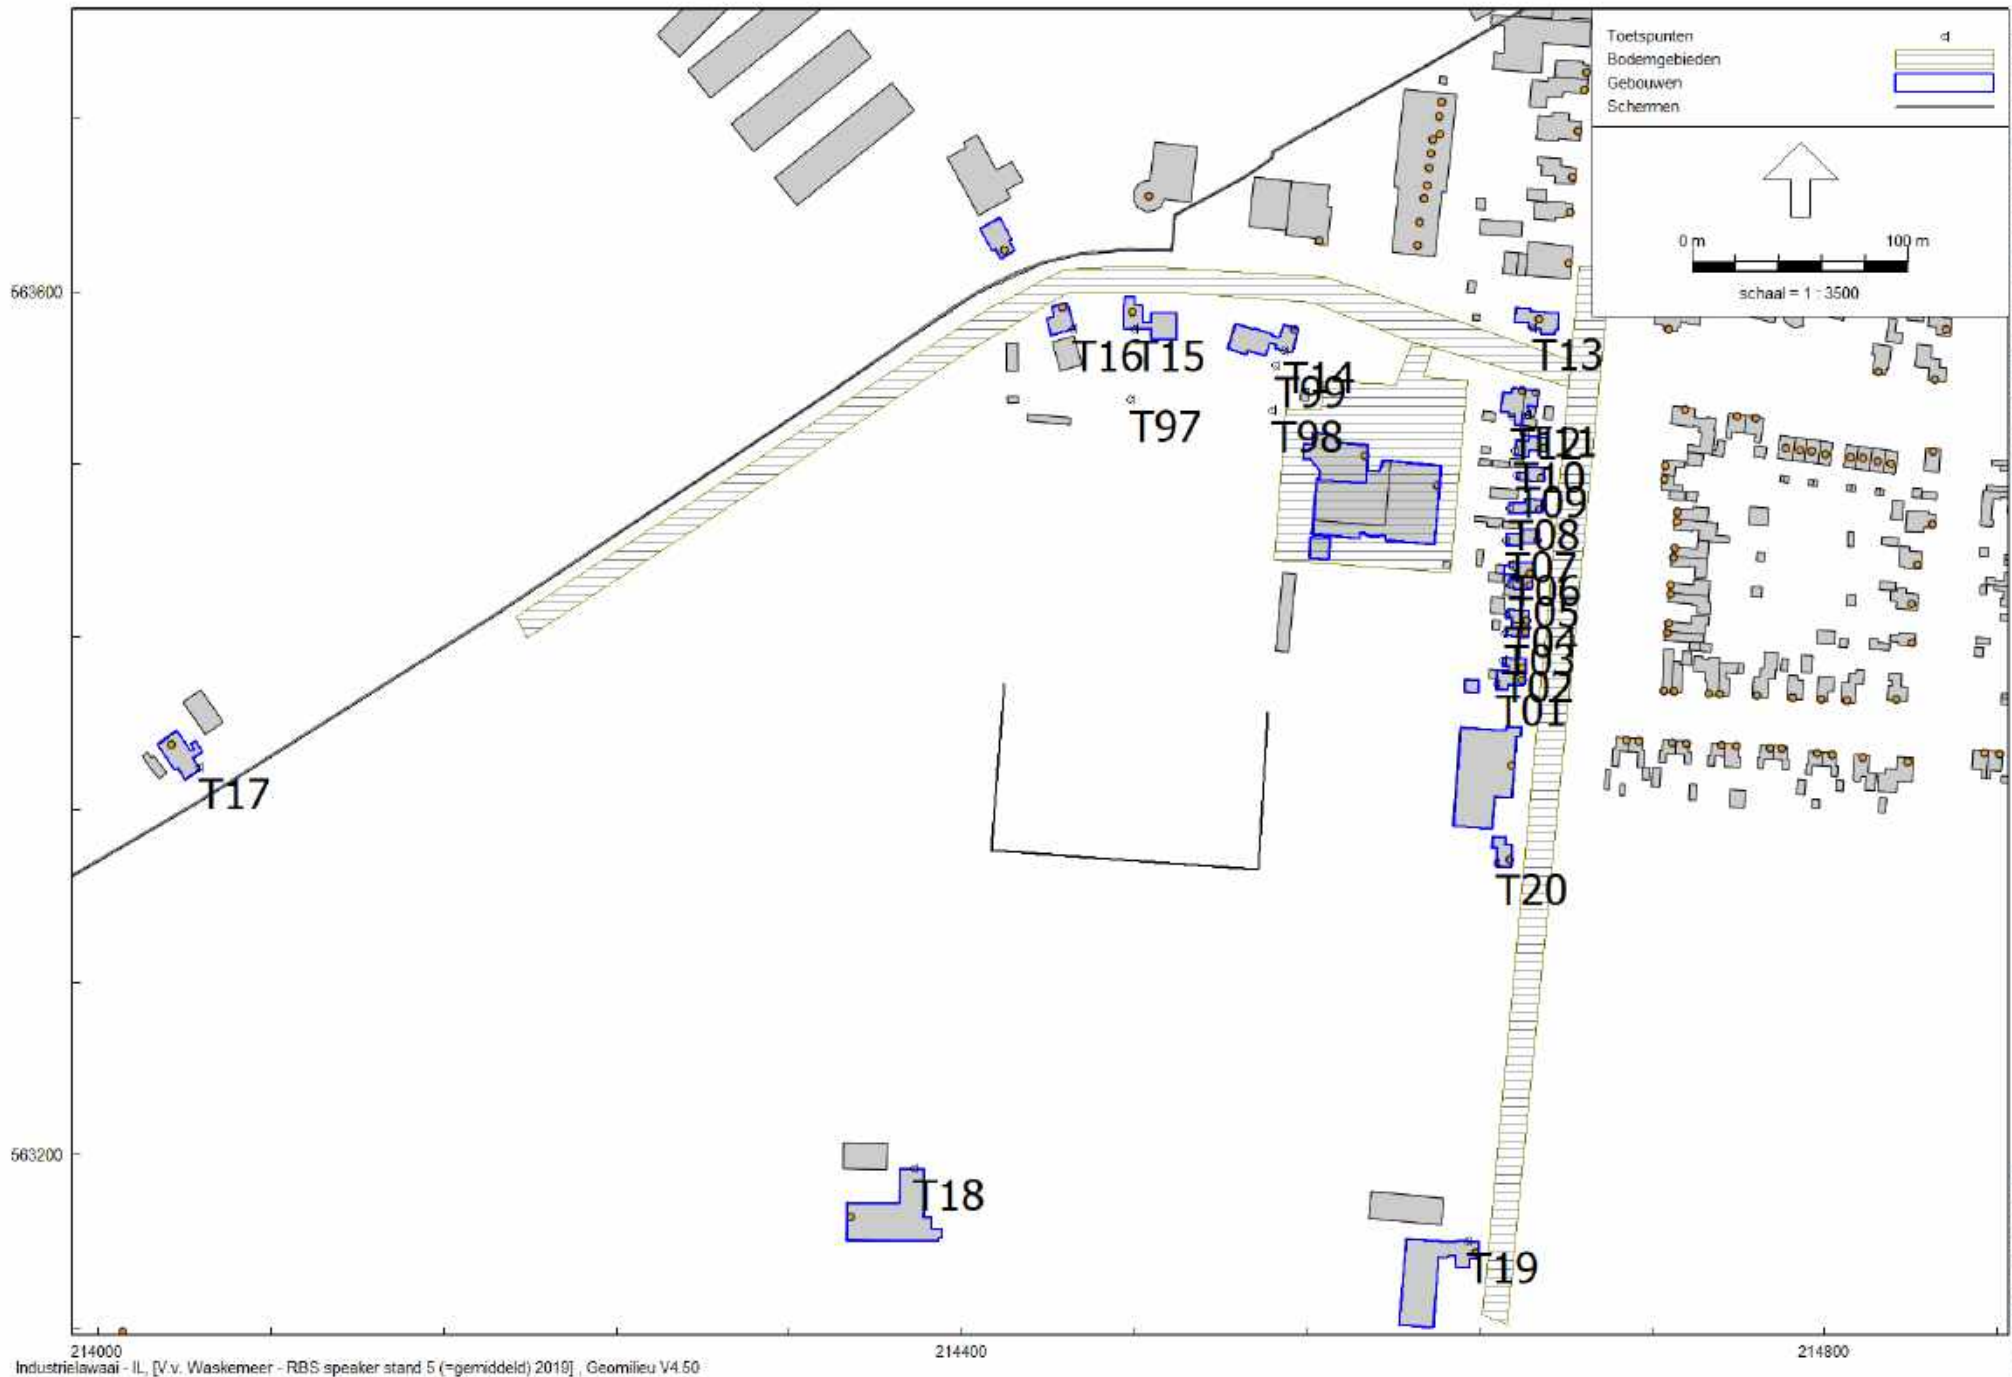 Toetspunten
Bodemgebieden
Gebouwen
Schermen
0 m 100 m
schaal = 1 : 3500
563600
T16
T15
T13
T14
T99
T97
T98
T12
T11
T10
T09
T08
T07
T06
T05
T04
T03
T02
T01
T17
T20
563200
T18
T19
214000
214400
214800
Industrielawaai - IL, [V.v. Waskemeer - RBS speaker stand 5 (=gemiddeld) 2019] , Geomilieu V4.50